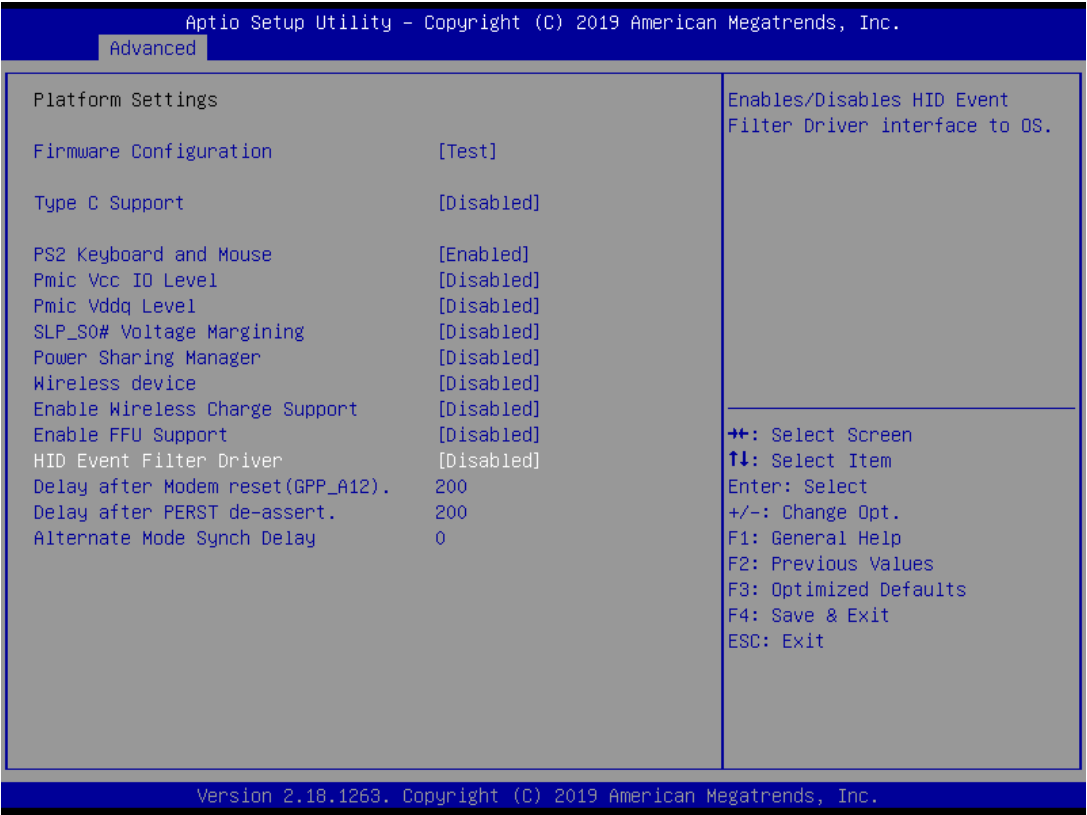 Aptio Setup Utility – Copyright (C) 2019 American Megatrends, Inc.
Advanced
Platform Settings
Firmware Configuration [Test]
Type C Support [Disabled]
PS2 Keyboard and Mouse [Enabled]
Pmic Vcc IO Level [Disabled]
Pmic Vddq Level [Disabled]
SLP_S0# Voltage Margining [Disabled]
Power Sharing Manager [Disabled]
Wireless device [Disabled]
Enable Wireless Charge Support [Disabled]
Enable FFU Support [Disabled]
HID Event Filter Driver [Disabled]
Delay after Modem reset(GPP_A12). 200
Delay after PERST de-assert. 200
Alternate Mode Synch Delay 0
Enables/Disables HID Event
Filter Driver interface to OS.
→←: Select Screen
↑↓: Select Item
Enter: Select
+/-: Change Opt.
F1: General Help
F2: Previous Values
F3: Optimized Defaults
F4: Save & Exit
ESC: Exit
Version 2.18.1263. Copyright (C) 2019 American Megatrends, Inc.